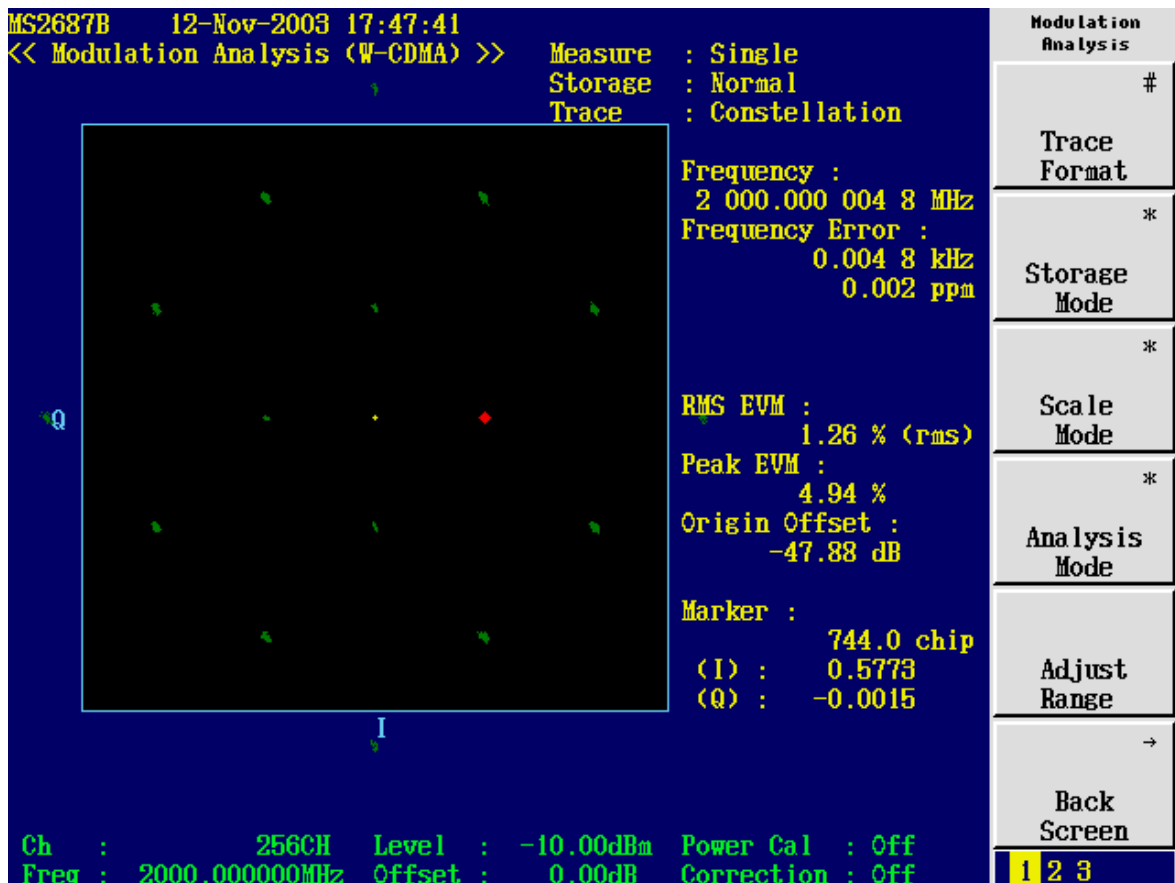 MS2687B 12-Nov-2003 17:47:41
<< Modulation Analysis (W-CDMA) >>
Measure : Single
Storage : Normal
Trace : Constellation
Frequency :
2 000.000 004 8 MHz
Frequency Error :
0.004 8 kHz
0.002 ppm
RMS EVM :
1.26 % (rms)
Peak EVM :
4.94 %
Origin Offset :
-47.88 dB
Marker :
744.0 chip
(I) : 0.5773
(Q) : -0.0015
Q
I
Ch : 256CH Level : -10.00dBm Power Cal : Off
Freq : 2000.000000MHz Offset : 0.00dB Correction : Off
Modulation
Analysis
#
Trace
Format
*
Storage
Mode
*
Scale
Mode
*
Analysis
Mode
Adjust
Range
→
Back
Screen
1 2 3